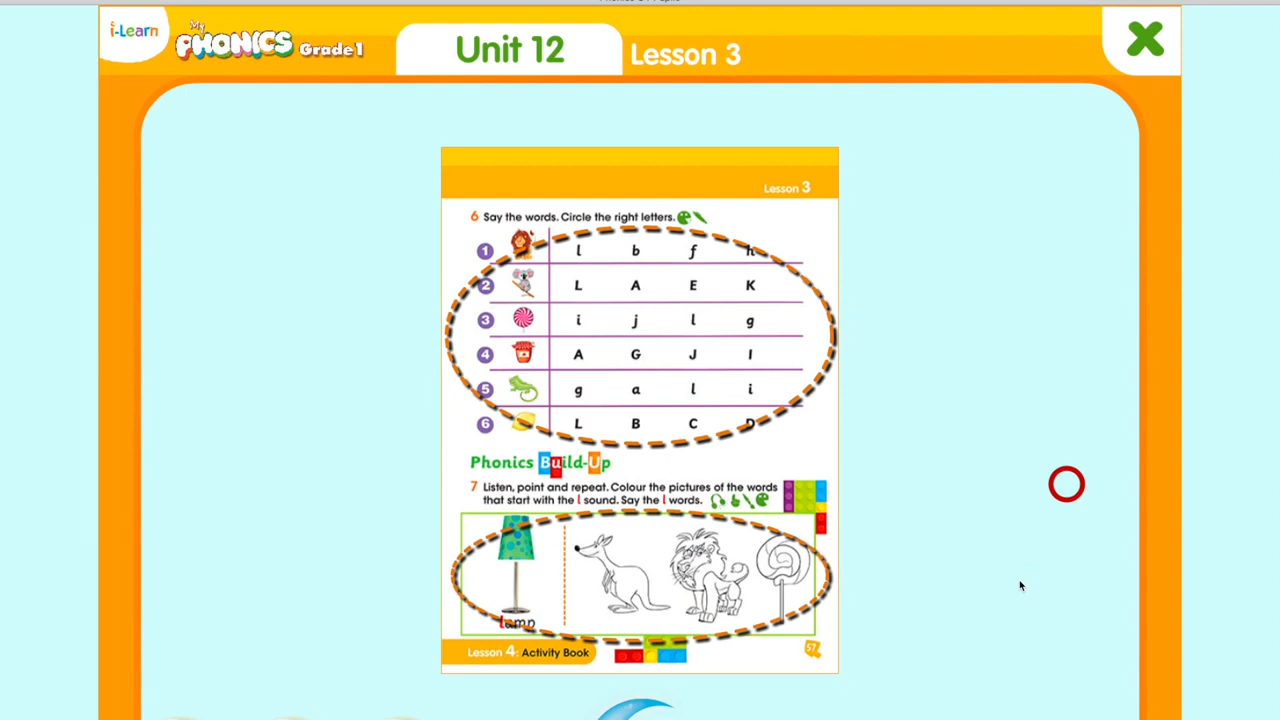 i-Learn
My PHONICS Grade1
Unit 12
Lesson 3
Lesson 3
6 Say the words. Circle the right letters.
1 l b f h
2 L A E K
3 i j l g
4 A G J I
5 g a l i
6 L B C D
Phonics Build-Up
7 Listen, point and repeat. Colour the pictures of the words
that start with the l sound. Say the l words.
lamp
Lesson 4: Activity Book
57